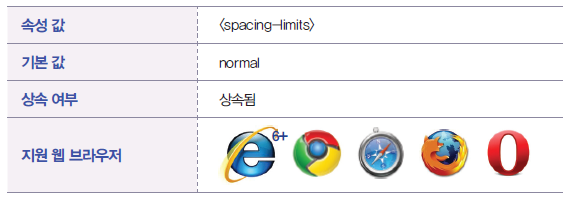 속성 값 〈spacing-limits〉
기본 값 normal
상속 여부 상속됨
지원 웹 브라우저 6+